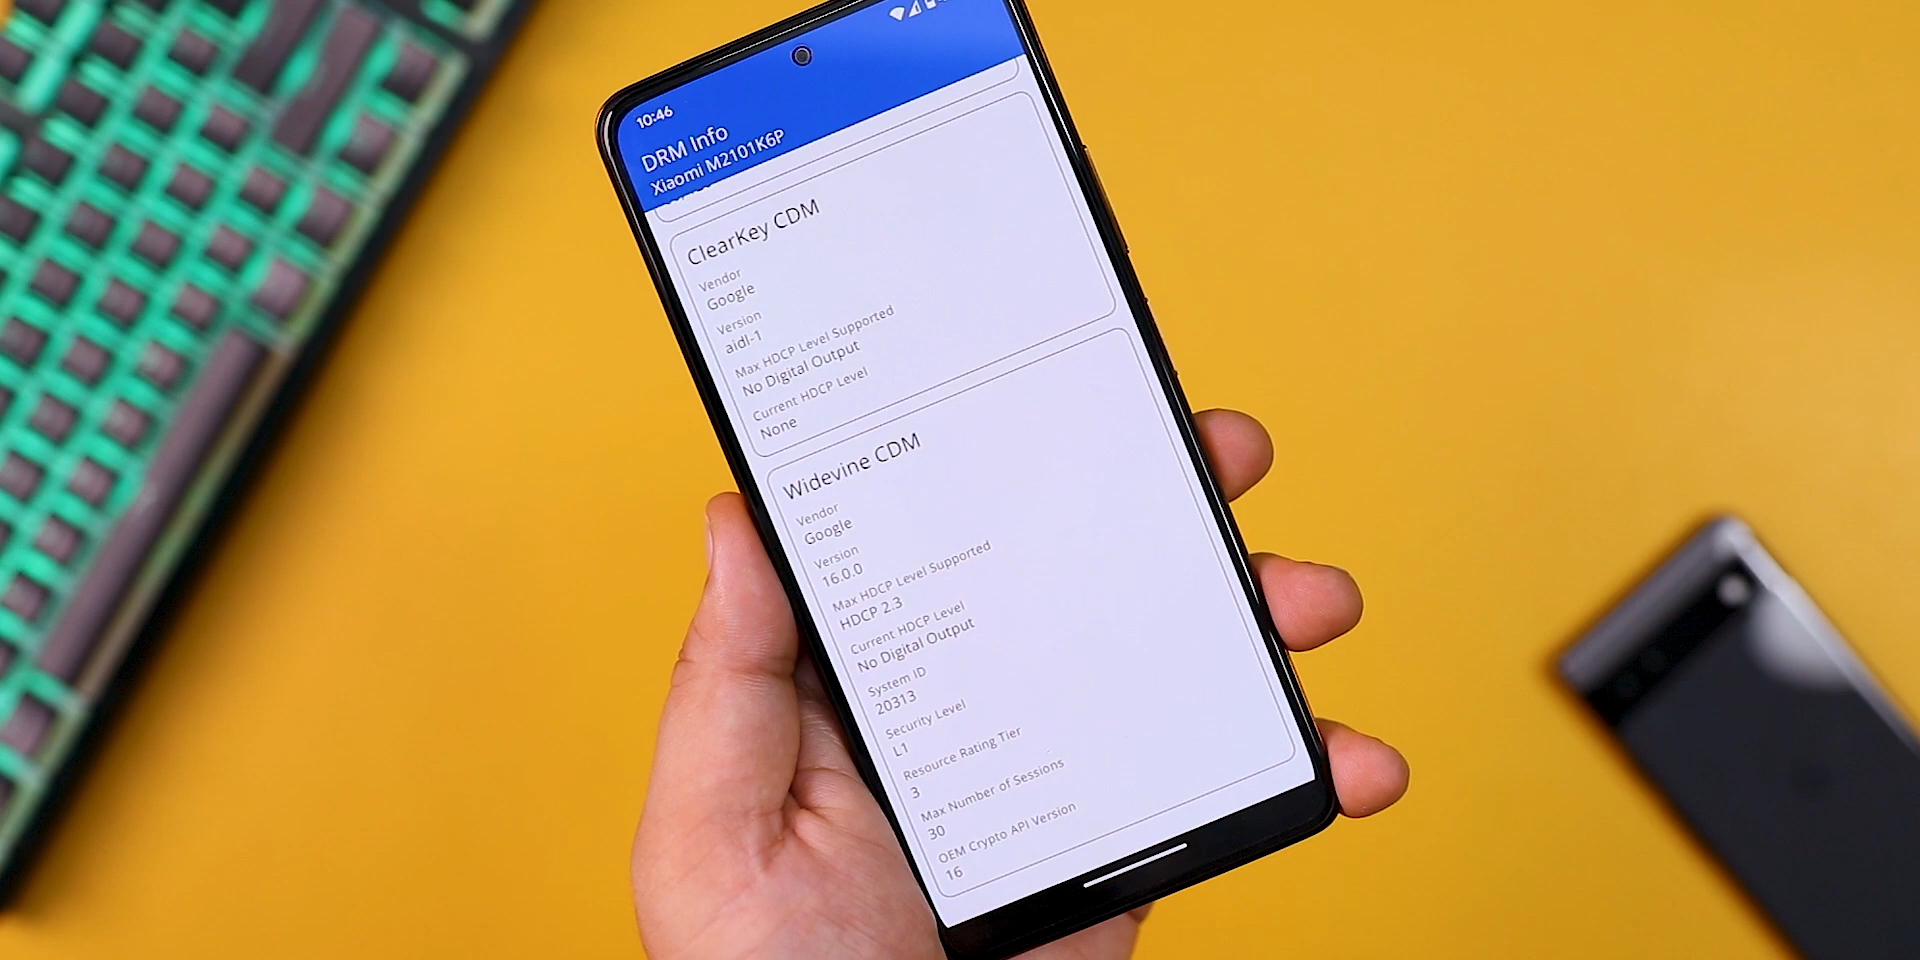 10:46
DRM Info
Xiaomi M2101K6P
ClearKey CDM
Vendor
Google
Version
aidl-1
Max HDCP Level Supported
No Digital Output
Current HDCP Level
None
Widevine CDM
Vendor
Google
Version
16.0.0
Max HDCP Level Supported
HDCP 2.3
Current HDCP Level
No Digital Output
System ID
20313
Security Level
L1
Resource Rating Tier
3
Max Number of Sessions
30
OEM Crypto API Version
16